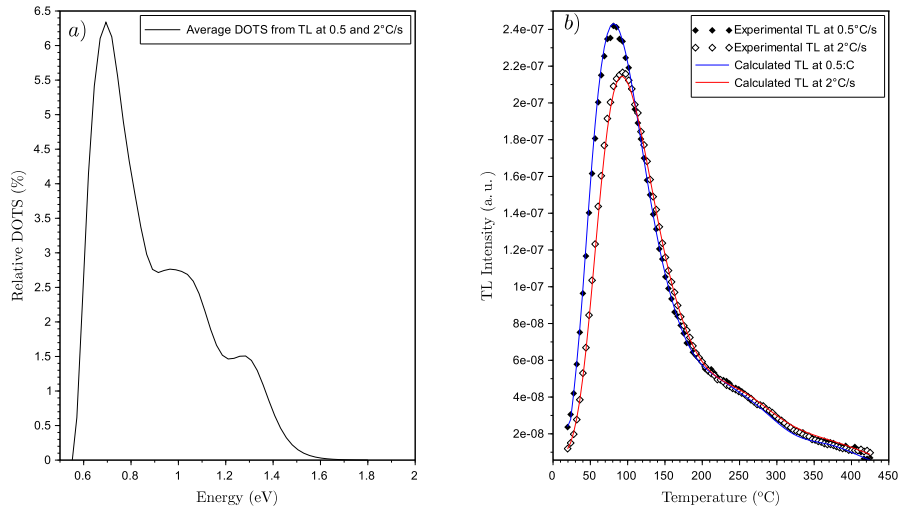 a)
Average DOTS from TL at 0.5 and 2°C/s
6.5
6
5.5
5
4.5
4
3.5
3
2.5
2
1.5
1
0.5
0
Relative DOTS (%)
0.6 0.8 1 1.2 1.4 1.6 1.8 2
Energy (eV)
b)
Experimental TL at 0.5°C/s
Experimental TL at 2°C/s
Calculated TL at 0.5:C
Calculated TL at 2°C/s
2.4e-07
2.2e-07
2e-07
1.8e-07
1.6e-07
1.4e-07
1.2e-07
1e-07
8e-08
6e-08
4e-08
2e-08
TL Intensity (a. u.)
0 50 100 150 200 250 300 350 400 450
Temperature (°C)